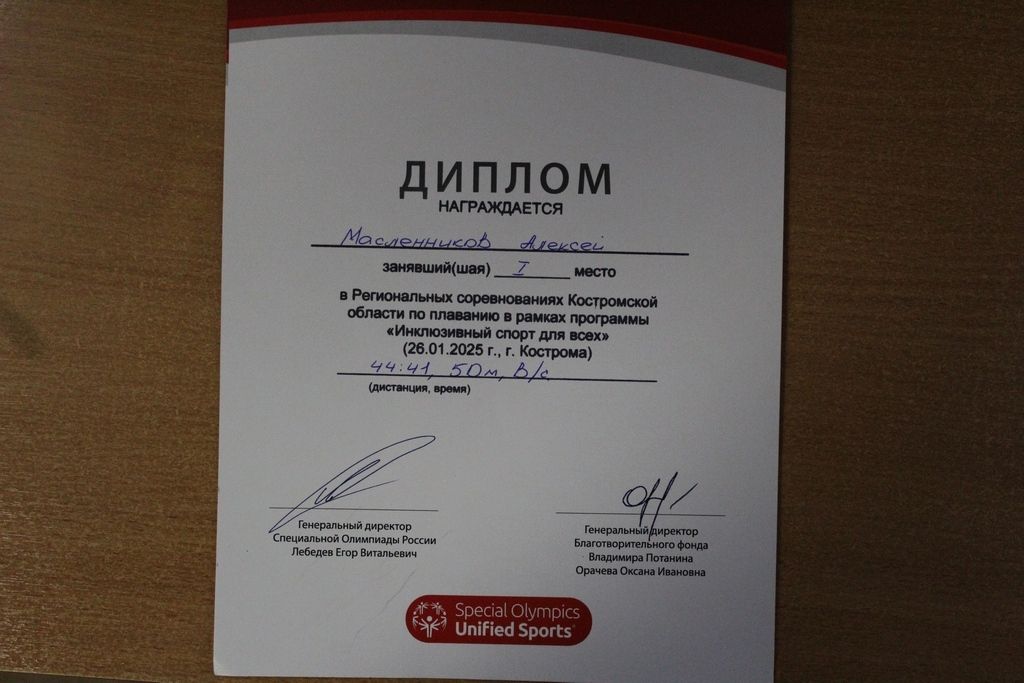 ДИПЛОМ
НАГРАЖДАЕТСЯ
Масленников Алексей
занявший(шая) I место
в Региональных соревнованиях Костромской
области по плаванию в рамках программы
«Инклюзивный спорт для всех»
(26.01.2025 г., г. Кострома)
44:41, 50м, В/с
(дистанция, время)
Генеральный директор
Специальной Олимпиады России
Лебедев Егор Витальевич
Генеральный директор
Благотворительного фонда
Владимира Потанина
Орачева Оксана Ивановна
Special Olympics
Unified Sports